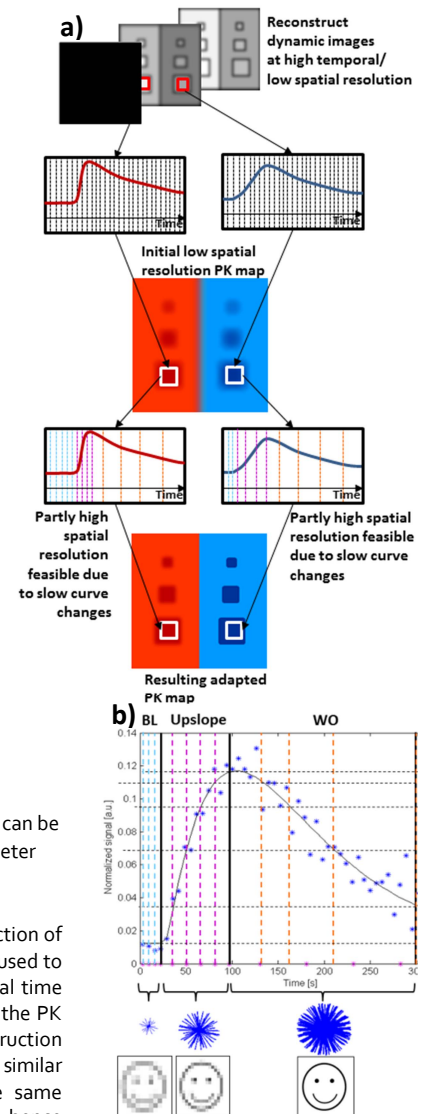 a)
Reconstruct
dynamic images
at high temporal/
low spatial resolution
Time
Time
Initial low spatial
resolution PK map
Time
Time
Partly high
spatial
resolution
feasible due
to slow curve
changes
Partly high spatial
resolution feasible
due to slow curve
changes
Resulting adapted
PK map
b)
BL Upslope WO
Normalized signal [a.u.]
0.14
0.12
0.1
0.08
0.06
0.04
0.02
0
0 50 100 150 200 250 300
Time [s]
can be
eter
ction of
used to
al time
the PK
ruction
similar
same